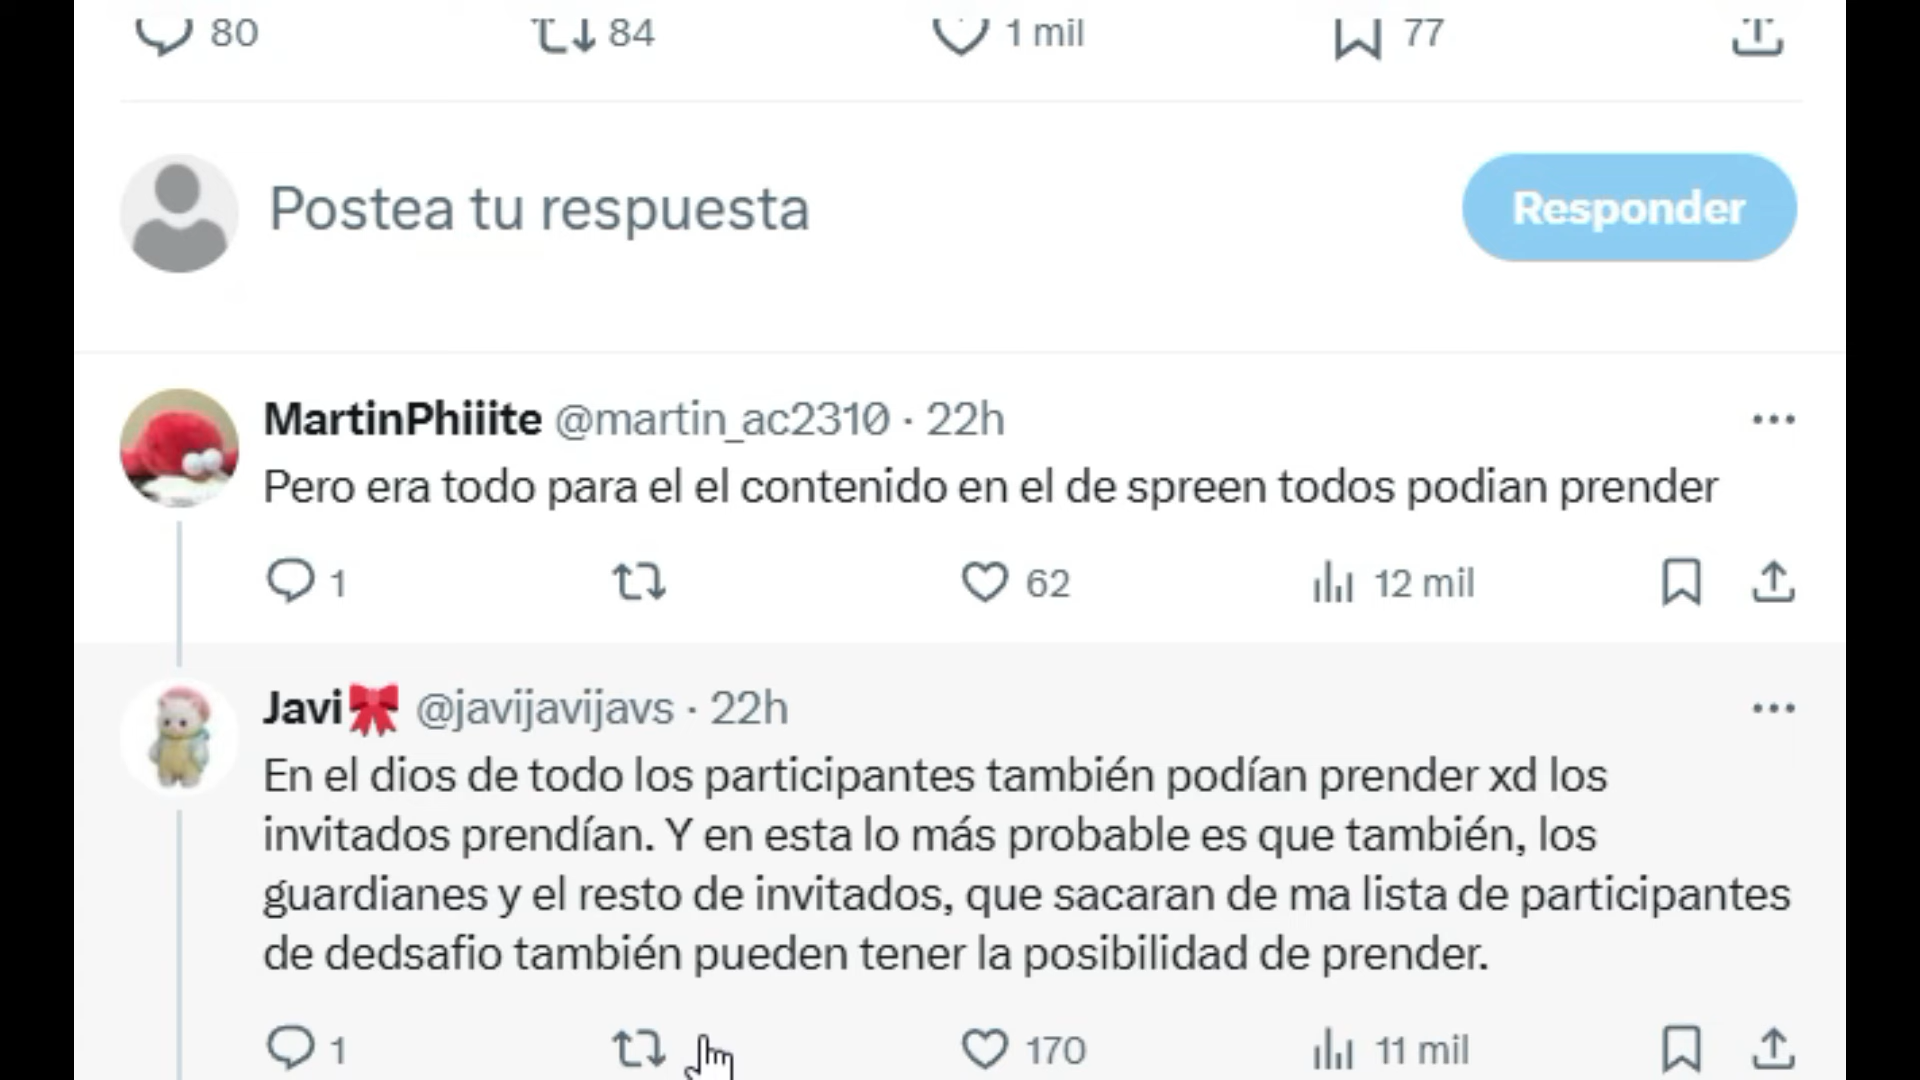 80 84 1 mil 77
Postea tu respuesta
Responder
MartinPhiiite @martin_ac2310 · 22h
Pero era todo para el el contenido en el de spreen todos podian prender
1 62 12 mil
Javi🎀 @javijavijavs · 22h
En el dios de todo los participantes también podían prender xd los
invitados prendían. Y en esta lo más probable es que también, los
guardianes y el resto de invitados, que sacaran de ma lista de participantes
de dedsafio también pueden tener la posibilidad de prender.
1 170 11 mil